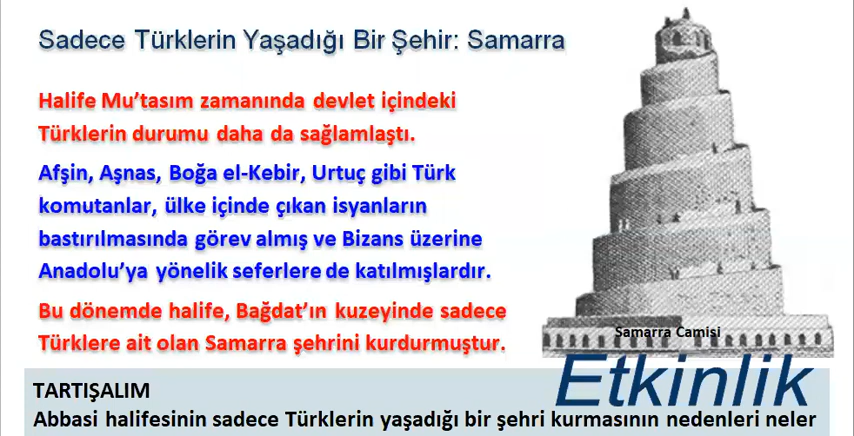 Sadece Türklerin Yaşadığı Bir Şehir: Samarra
Halife Mu'tasım zamanında devlet içindeki
Türklerin durumu daha da sağlamlaştı.
Afşin, Aşnas, Boğa el-Kebir, Urtuç gibi Türk
komutanlar, ülke içinde çıkan isyanların
bastırılmasında görev almış ve Bizans üzerine
Anadolu'ya yönelik seferlere de katılmışlardır.
Bu dönemde halife, Bağdat'ın kuzeyinde sadece
Türklere ait olan Samarra şehrini kurdurmuştur.
Samarra Camisi
Etkinlik
TARTIŞALIM
Abbasi halifesinin sadece Türklerin yaşadığı bir şehri kurmasının nedenleri neler